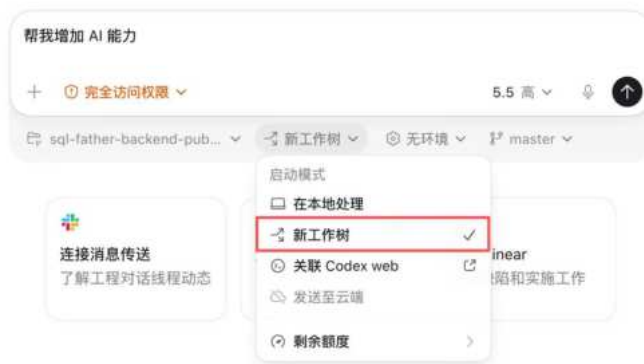 帮我增加 AI 能力
完全访问权限
5.5 高
sql-father-backend-pub... 新工作树 无环境 master
启动模式
在本地处理
新工作树
关联 Codex web
发送至云端
剩余额度
连接消息传送
了解工程对话线程动态
inear
陷和实施工作